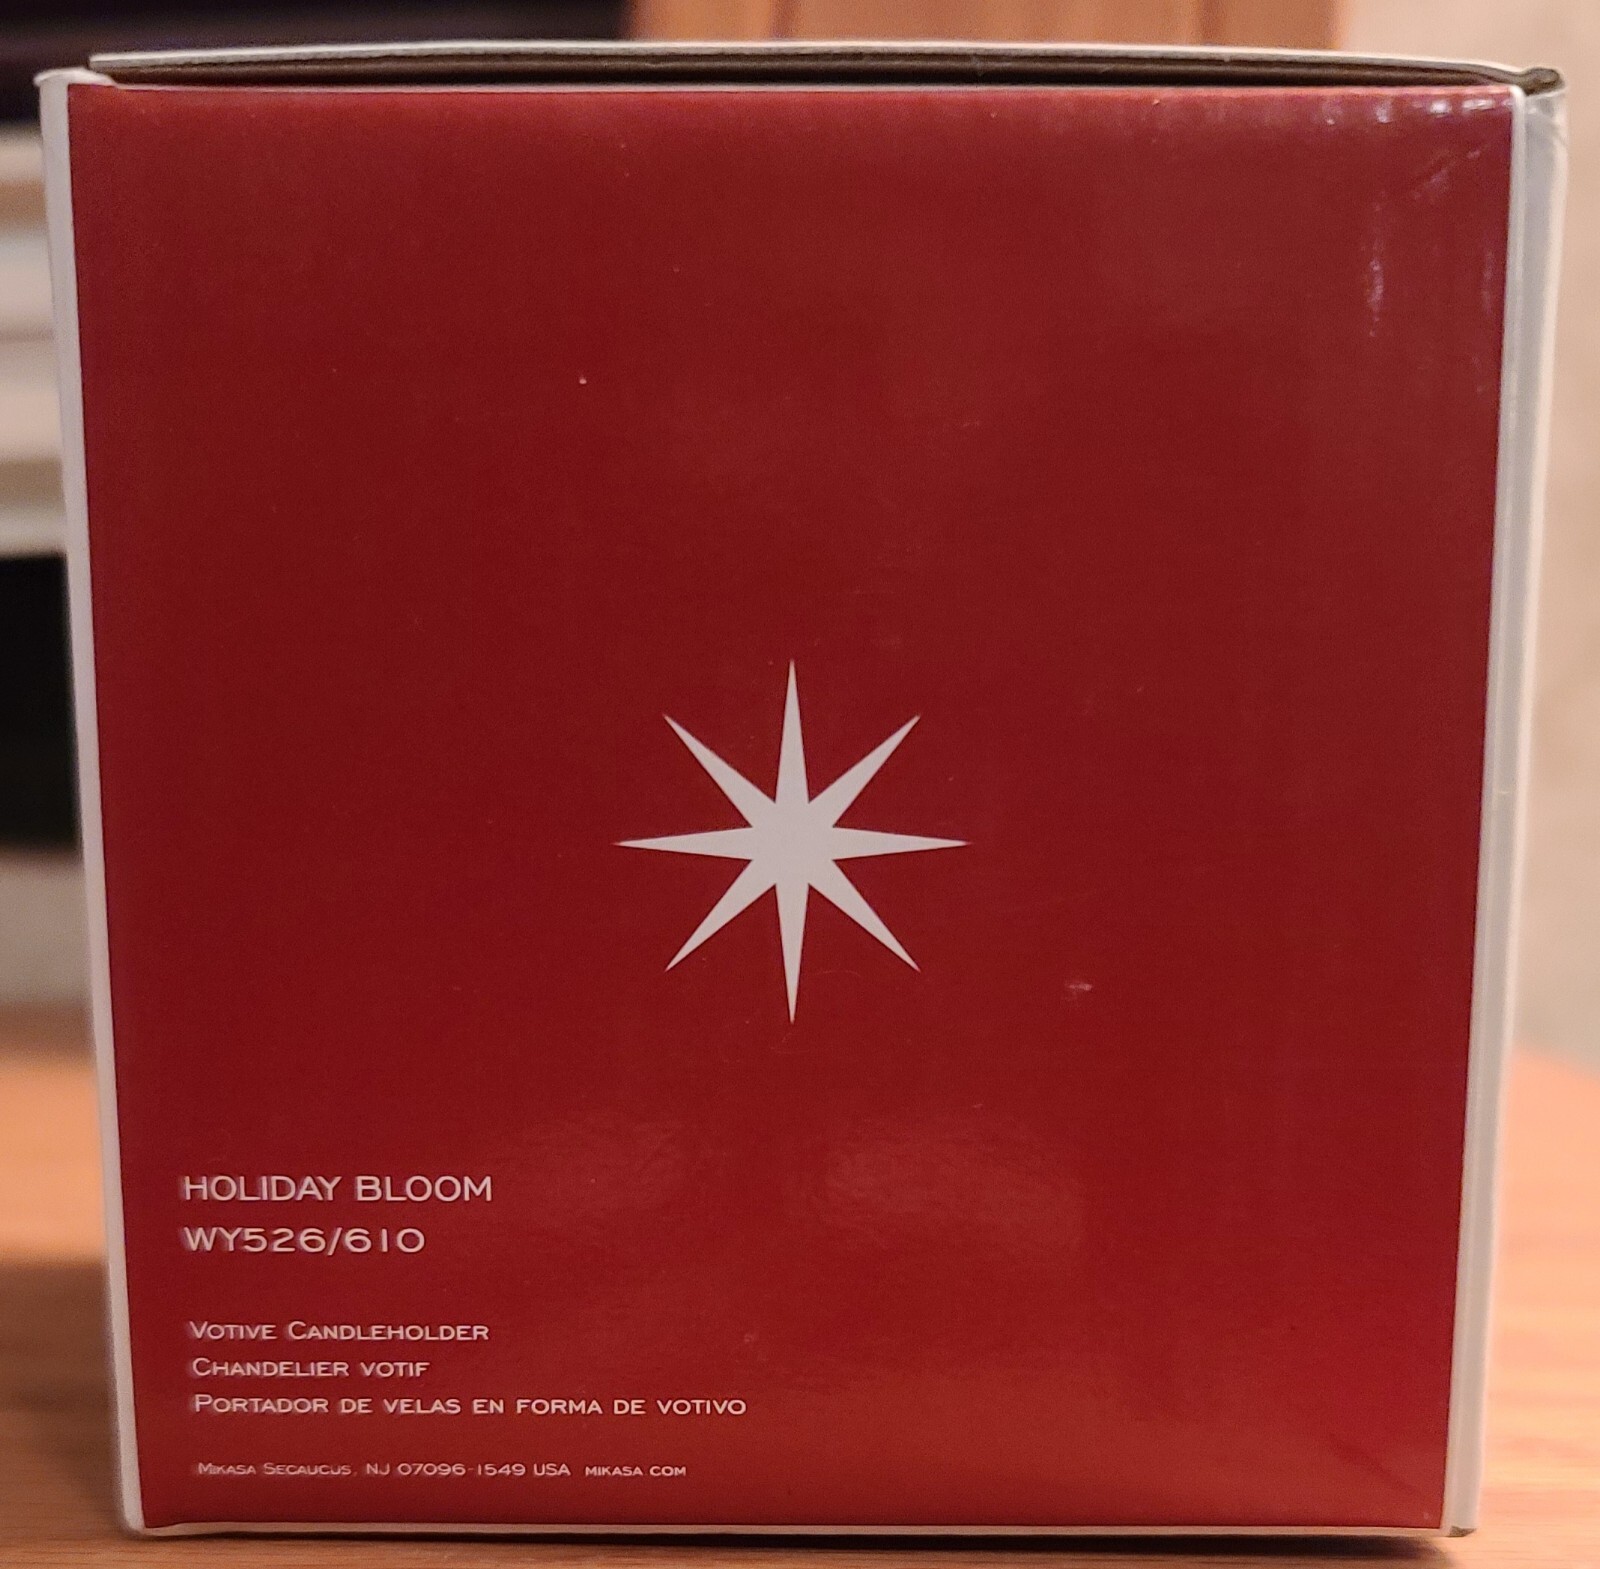 HOLIDAY BLOOM
WY526/610
VOTIVE CANDLEHOLDER
CHANDELIER VOTIF
PORTADOR DE VELAS EN FORMA DE VOTIVO
MIKASA SECAUCUS, NJ 07096-1549 USA MIKASA.COM